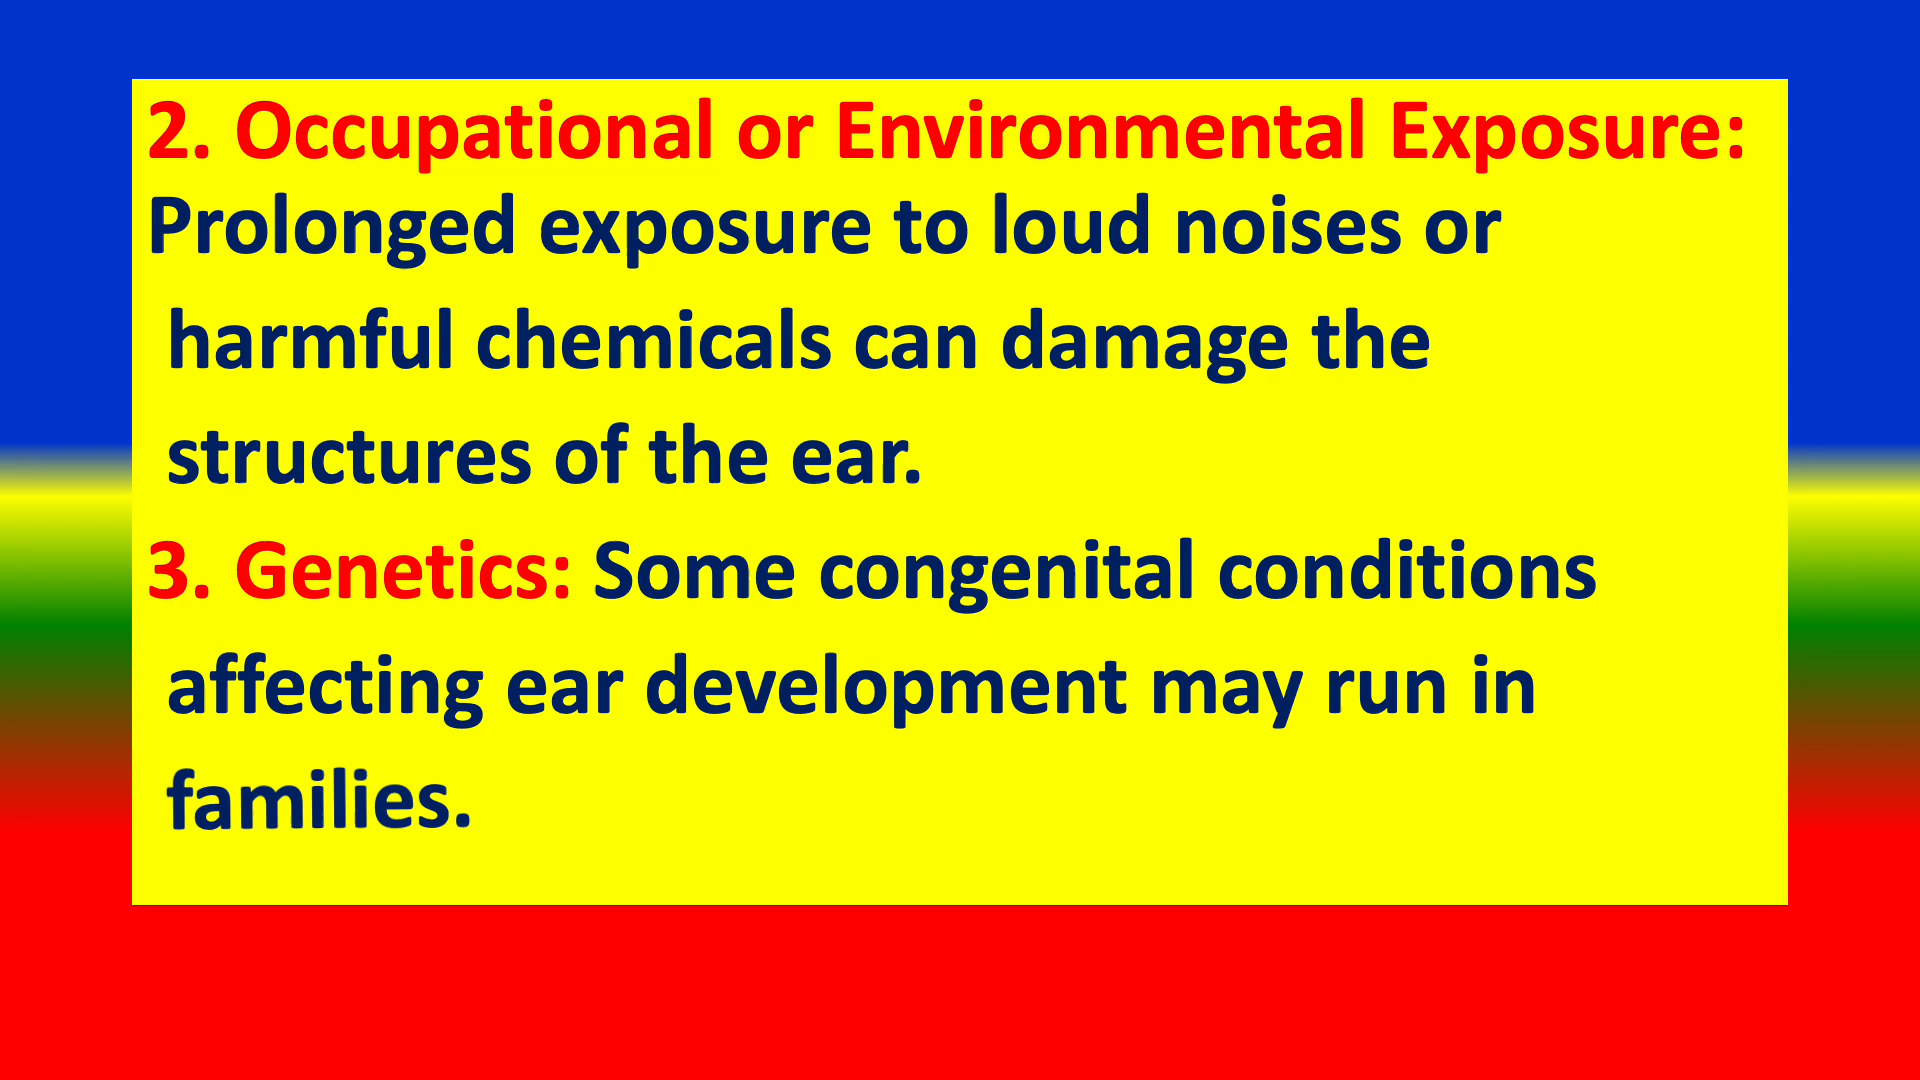 2. Occupational or Environmental Exposure:
Prolonged exposure to loud noises or
harmful chemicals can damage the
structures of the ear.
3. Genetics: Some congenital conditions
affecting ear development may run in
families.